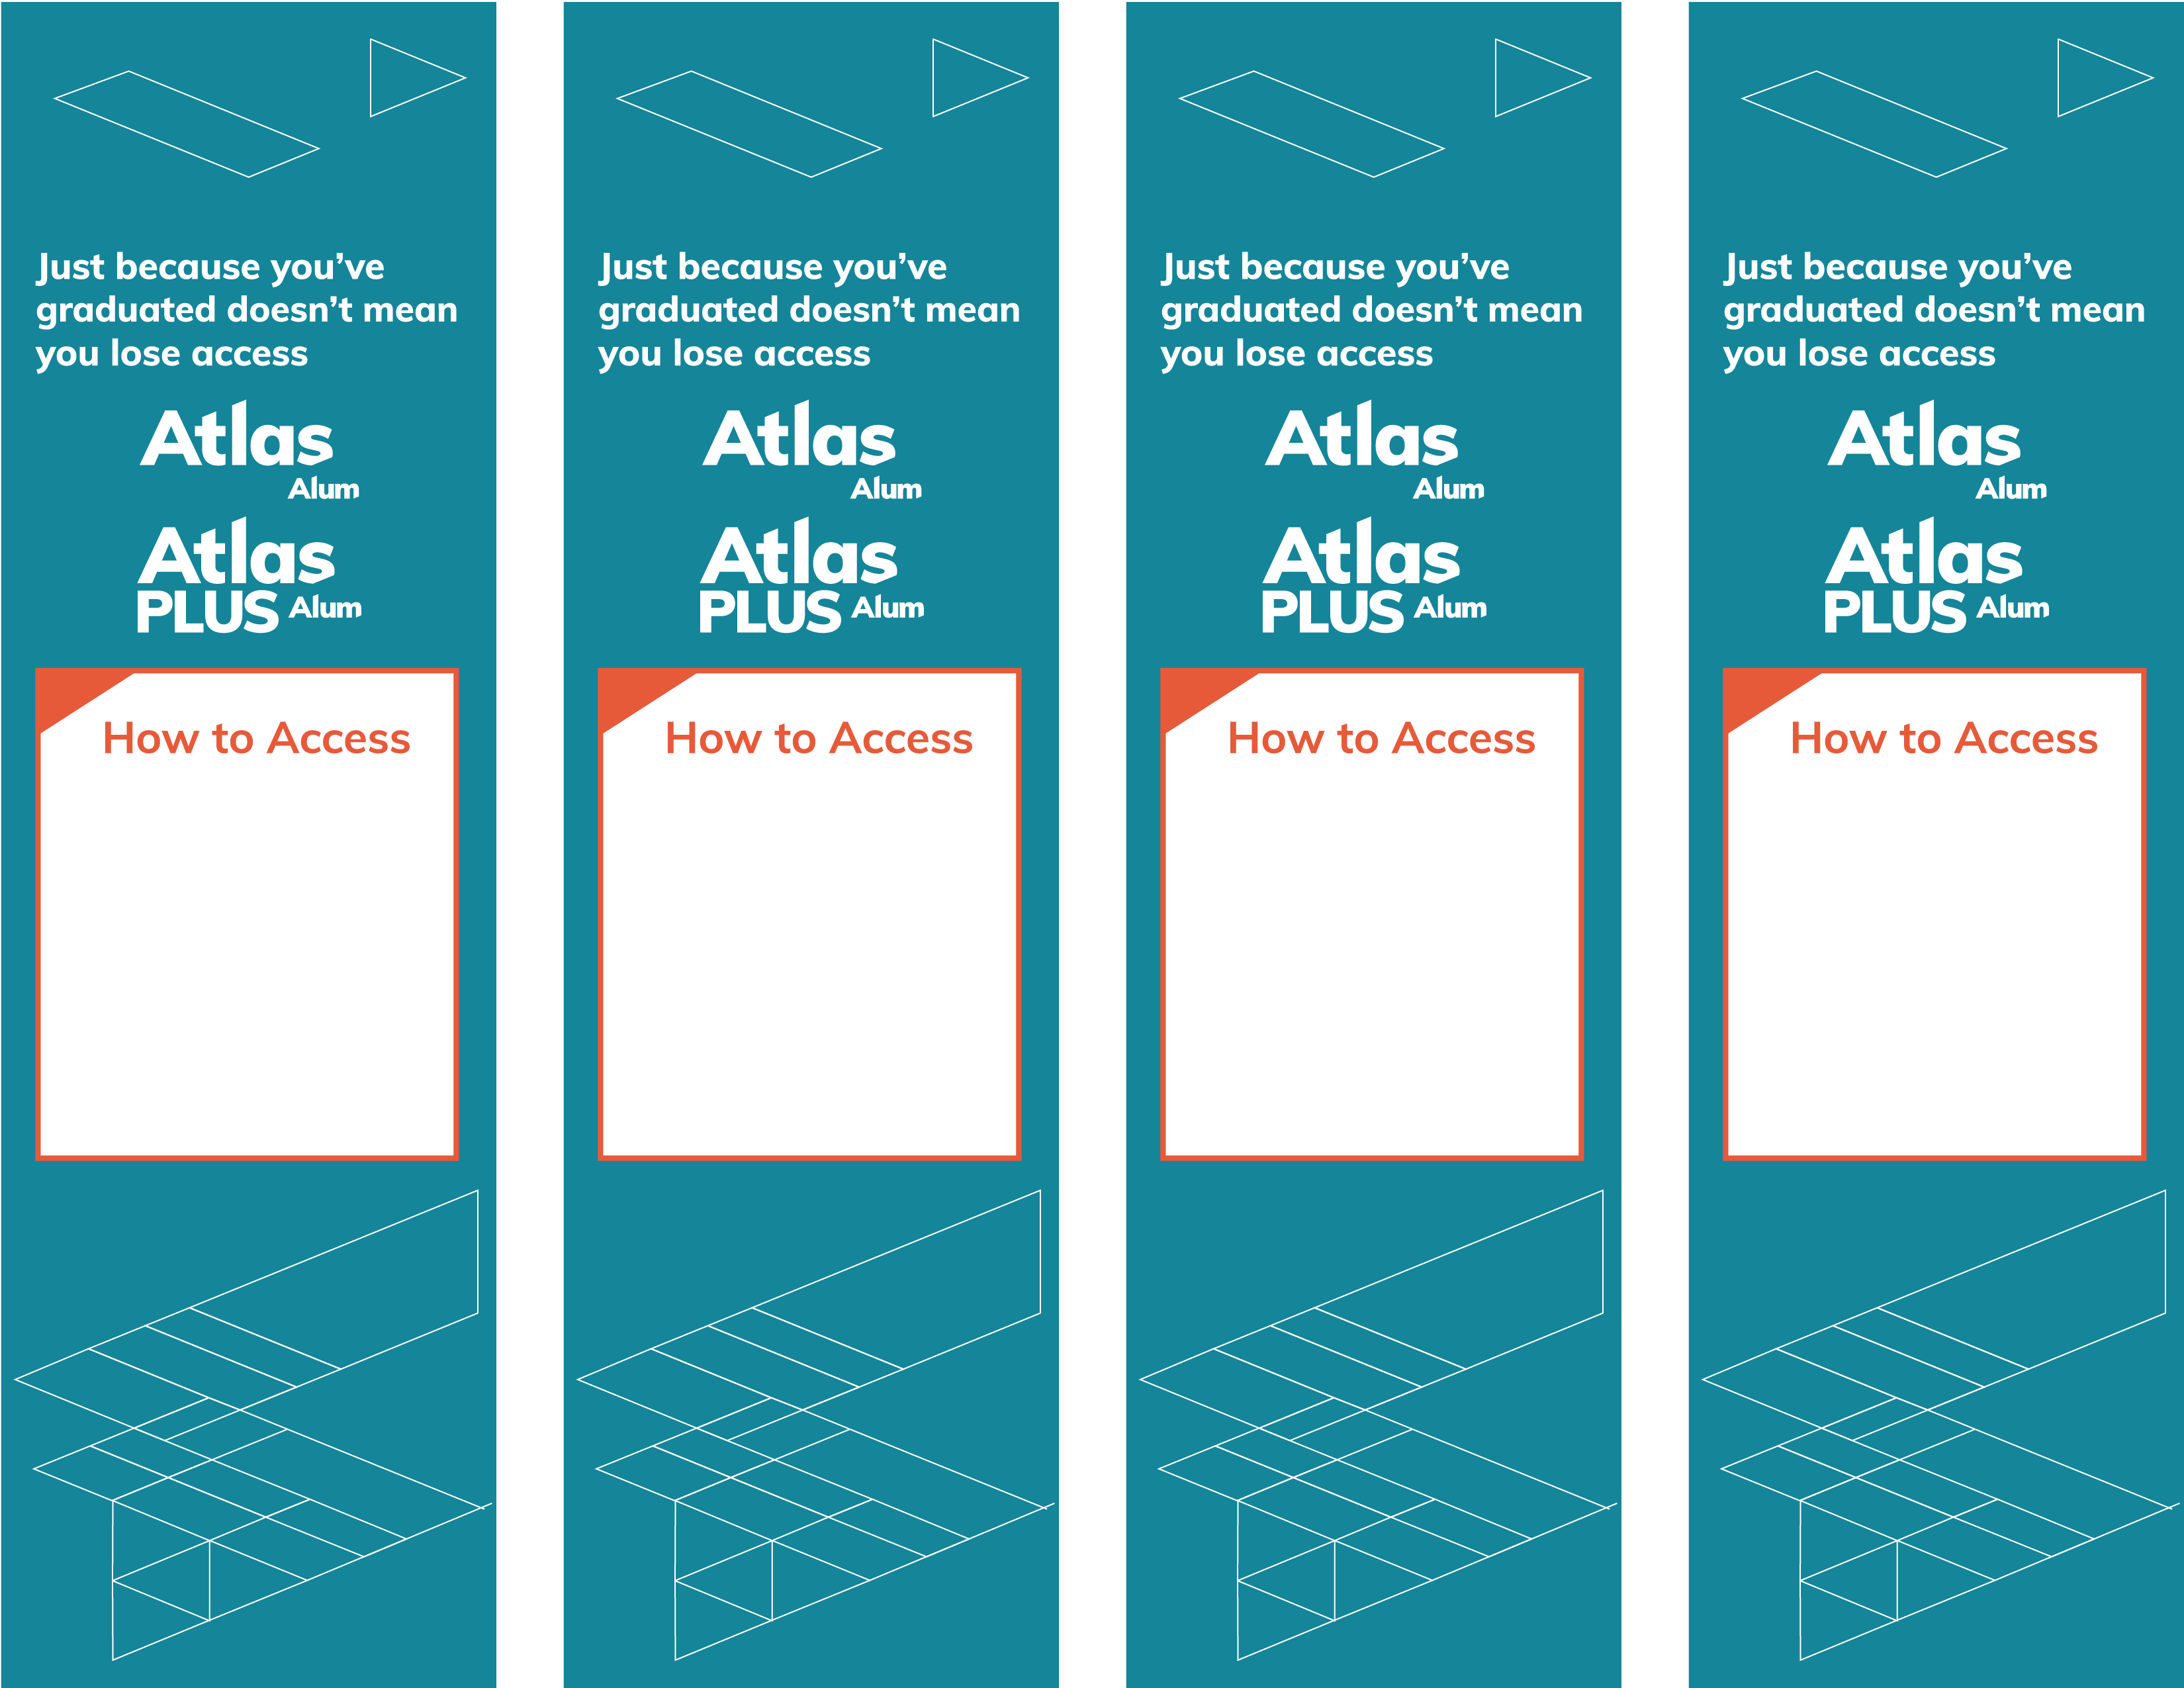 Just because you’ve
graduated doesn’t mean
you lose access
Atlas
Alum
Atlas
PLUS Alum
How to Access
Just because you’ve
graduated doesn’t mean
you lose access
Atlas
Alum
Atlas
PLUS Alum
How to Access
Just because you’ve
graduated doesn’t mean
you lose access
Atlas
Alum
Atlas
PLUS Alum
How to Access
Just because you’ve
graduated doesn’t mean
you lose access
Atlas
Alum
Atlas
PLUS Alum
How to Access